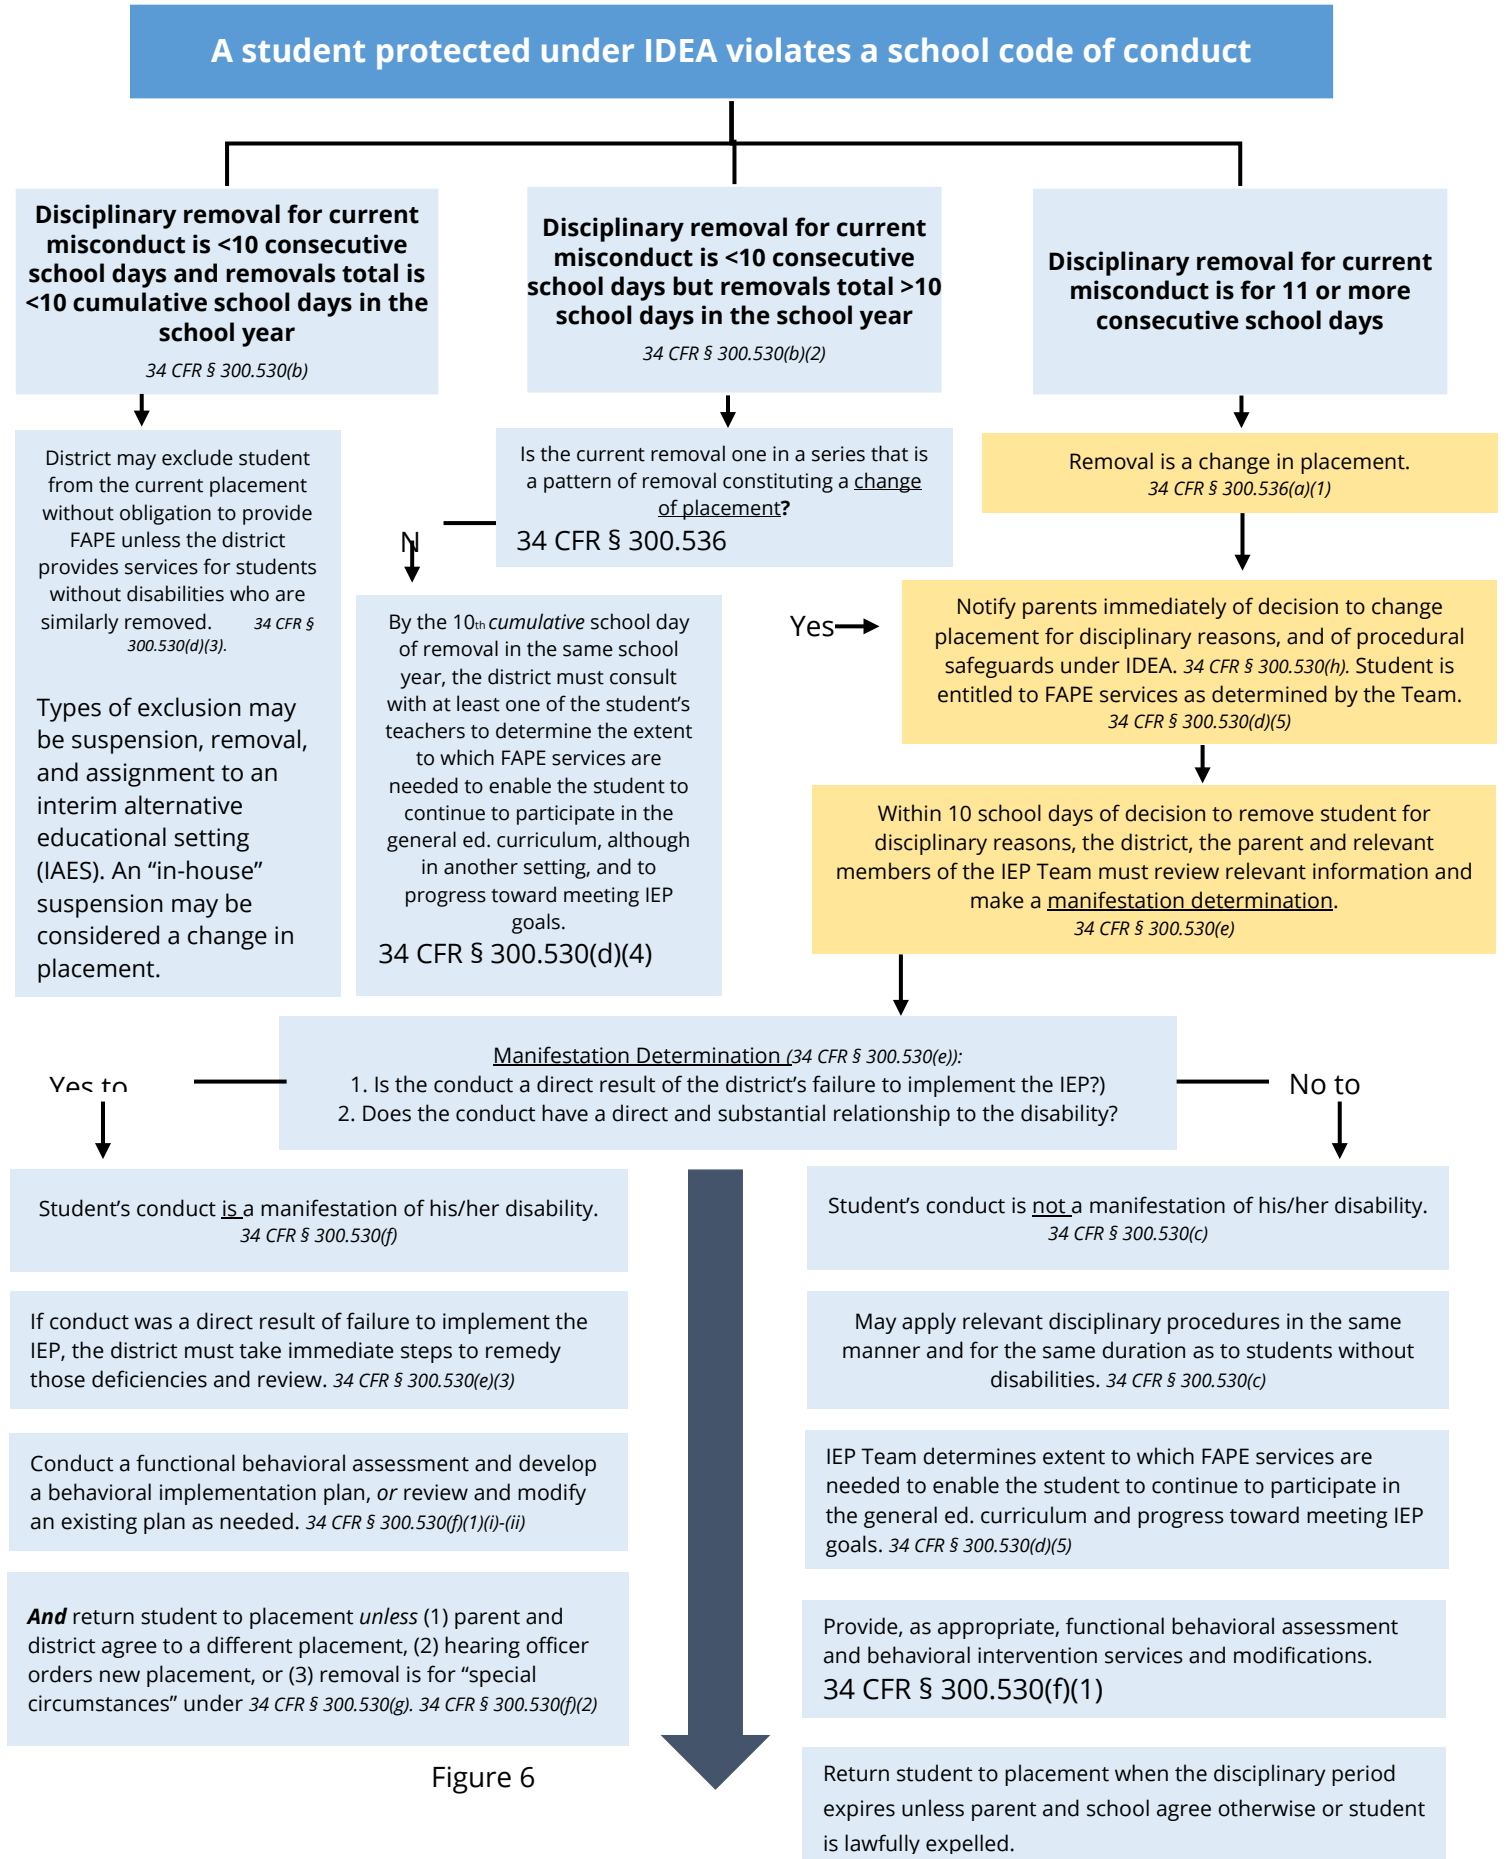 A student protected under IDEA violates a school code of conduct
Disciplinary removal for current
misconduct is <10 consecutive
school days and removals total is
<10 cumulative school days in the
school year
34 CFR § 300.530(b)
Disciplinary removal for current
misconduct is <10 consecutive
school days but removals total >10
school days in the school year
34 CFR § 300.530(b)(2)
Disciplinary removal for current
misconduct is for 11 or more
consecutive school days
District may exclude student
from the current placement
without obligation to provide
FAPE unless the district
provides services for students
without disabilities who are
similarly removed. 34 CFR §
300.530(d)(3).
Types of exclusion may
be suspension, removal,
and assignment to an
interim alternative
educational setting
(IAES). An “in-house”
suspension may be
considered a change in
placement.
Is the current removal one in a series that is
a pattern of removal constituting a change
of placement?
34 CFR § 300.536
N
By the 10th cumulative school day
of removal in the same school
year, the district must consult
with at least one of the student’s
teachers to determine the extent
to which FAPE services are
needed to enable the student to
continue to participate in the
general ed. curriculum, although
in another setting, and to
progress toward meeting IEP
goals.
34 CFR § 300.530(d)(4)
Removal is a change in placement.
34 CFR § 300.536(a)(1)
Yes
Notify parents immediately of decision to change
placement for disciplinary reasons, and of procedural
safeguards under IDEA. 34 CFR § 300.530(h). Student is
entitled to FAPE services as determined by the Team.
34 CFR § 300.530(d)(5)
Within 10 school days of decision to remove student for
disciplinary reasons, the district, the parent and relevant
members of the IEP Team must review relevant information and
make a manifestation determination.
34 CFR § 300.530(e)
Manifestation Determination (34 CFR § 300.530(e)):
1. Is the conduct a direct result of the district’s failure to implement the IEP?)
2. Does the conduct have a direct and substantial relationship to the disability?
Yes to
No to
Student’s conduct is a manifestation of his/her disability.
34 CFR § 300.530(f)
If conduct was a direct result of failure to implement the
IEP, the district must take immediate steps to remedy
those deficiencies and review. 34 CFR § 300.530(e)(3)
Conduct a functional behavioral assessment and develop
a behavioral implementation plan, or review and modify
an existing plan as needed. 34 CFR § 300.530(f)(1)(i)-(ii)
And return student to placement unless (1) parent and
district agree to a different placement, (2) hearing officer
orders new placement, or (3) removal is for “special
circumstances” under 34 CFR § 300.530(g). 34 CFR § 300.530(f)(2)
Student’s conduct is not a manifestation of his/her disability.
34 CFR § 300.530(c)
May apply relevant disciplinary procedures in the same
manner and for the same duration as to students without
disabilities. 34 CFR § 300.530(c)
IEP Team determines extent to which FAPE services are
needed to enable the student to continue to participate in
the general ed. curriculum and progress toward meeting IEP
goals. 34 CFR § 300.530(d)(5)
Provide, as appropriate, functional behavioral assessment
and behavioral intervention services and modifications.
34 CFR § 300.530(f)(1)
Return student to placement when the disciplinary period
expires unless parent and school agree otherwise or student
is lawfully expelled.
Figure 6